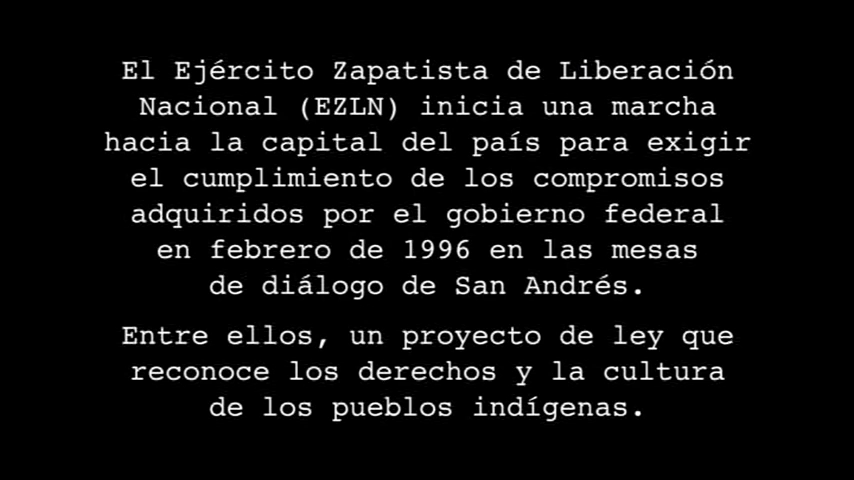 El Ejército Zapatista de Liberación
Nacional (EZLN) inicia una marcha
hacia la capital del país para exigir
el cumplimiento de los compromisos
adquiridos por el gobierno federal
en febrero de 1996 en las mesas
de diálogo de San Andrés.
Entre ellos, un proyecto de ley que
reconoce los derechos y la cultura
de los pueblos indígenas.